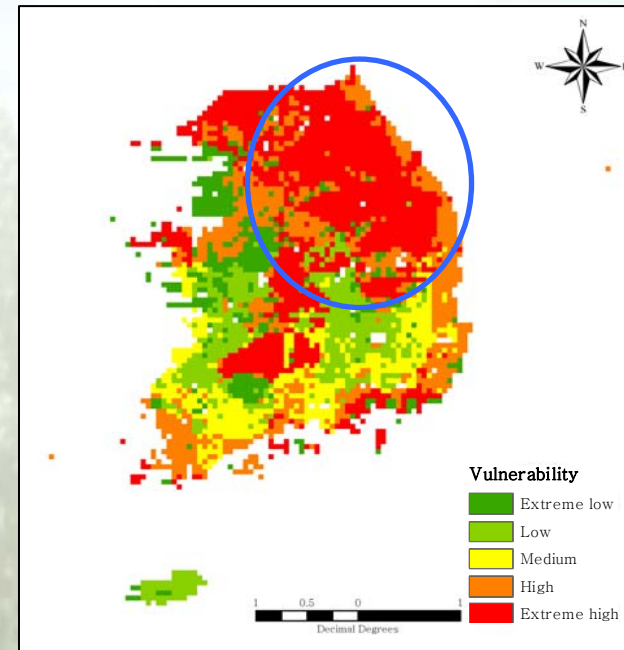 N
W
S
Vulnerability
Extreme low
Low
Medium
High
Extreme high
1 0.5 0 1
Decimal Degrees